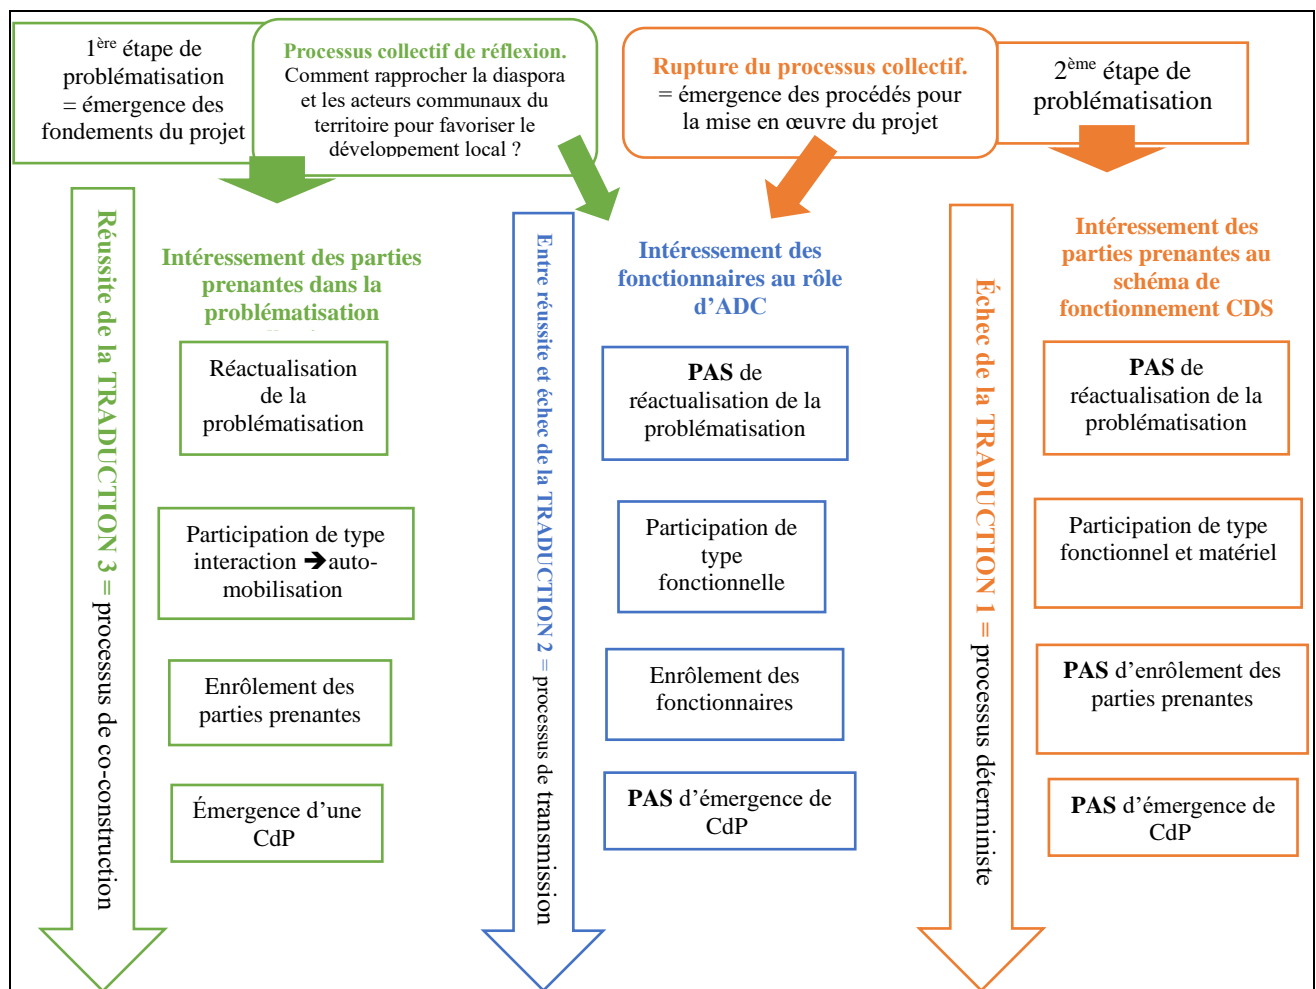 1ère étape de
problématisation
= émergence des
fondements du projet
Processus collectif de réflexion.
Comment rapprocher la diaspora
et les acteurs communaux du
territoire pour favoriser le
développement local ?
Rupture du processus collectif.
= émergence des procédés pour
la mise en œuvre du projet
2ème étape de
problématisation
Réussite de la TRADUCTION 3 = processus de co-construction
Intéressement des parties
prenantes dans la
problématisation
Réactualisation
de la
problématisation
Participation de type
interaction ➔auto-
mobilisation
Enrôlement des
parties prenantes
Émergence d’une
CdP
Entre réussite et échec de la TRADUCTION 2 = processus de transmission
Intéressement des
fonctionnaires au rôle
d’ADC
PAS de
réactualisation de la
problématisation
Participation de
type
fonctionnelle
Enrôlement des
fonctionnaires
PAS d’émergence de
CdP
Échec de la TRADUCTION 1 = processus déterministe
Intéressement des
parties prenantes au
schéma de
fonctionnement CDS
PAS de
réactualisation de la
problématisation
Participation de type
fonctionnel et matériel
PAS d’enrôlement des
parties prenantes
PAS d’émergence de
CdP